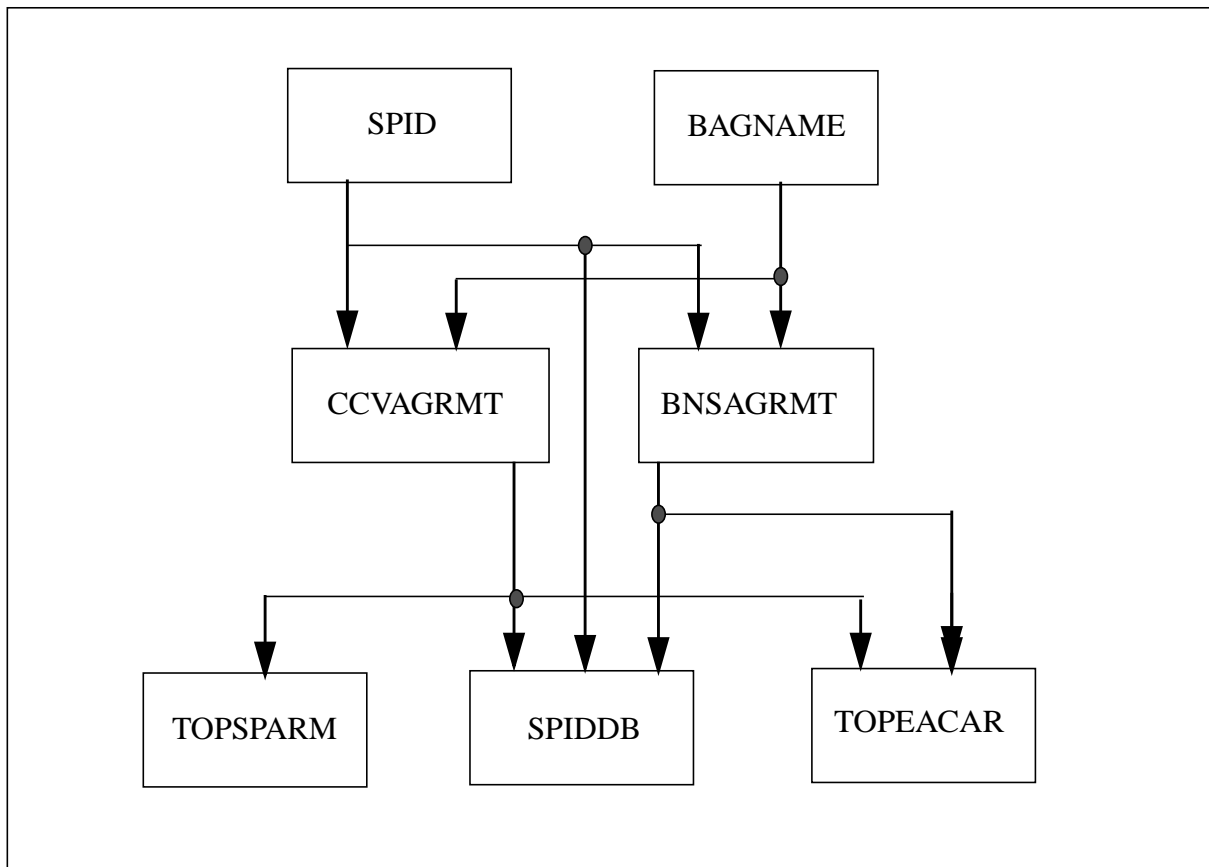 SPID
BAGNAME
CCVAGRMT
BNSAGRMT
TOPSPARM
SPIDDB
TOPEACAR